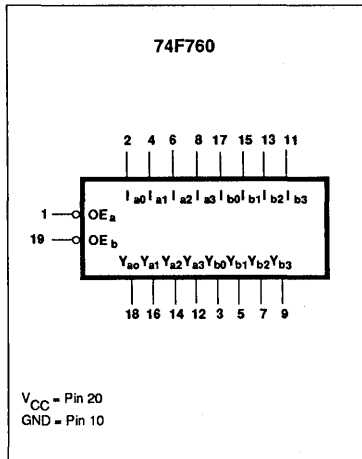 74F760
2 4 6 8 17 15 13 11
Ia0 Ia1 Ia2 Ia3 Ib0 Ib1 Ib2 Ib3
1 OEa
19 OEb
Yao Ya1 Ya2 Ya3 Yb0 Yb1 Yb2 Yb3
18 16 14 12 3 5 7 9
VCC = Pin 20
GND = Pin 10